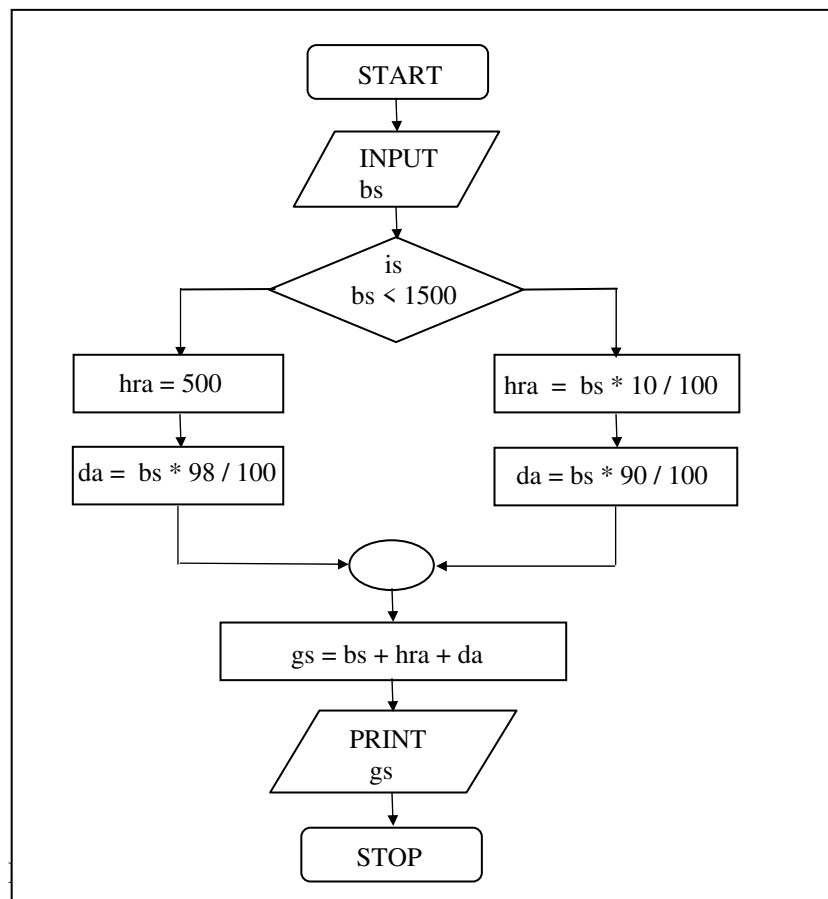 START
INPUT
bs
is
bs < 1500
hra = 500
hra = bs * 10 / 100
da = bs * 98 / 100
da = bs * 90 / 100
gs = bs + hra + da
PRINT
gs
STOP